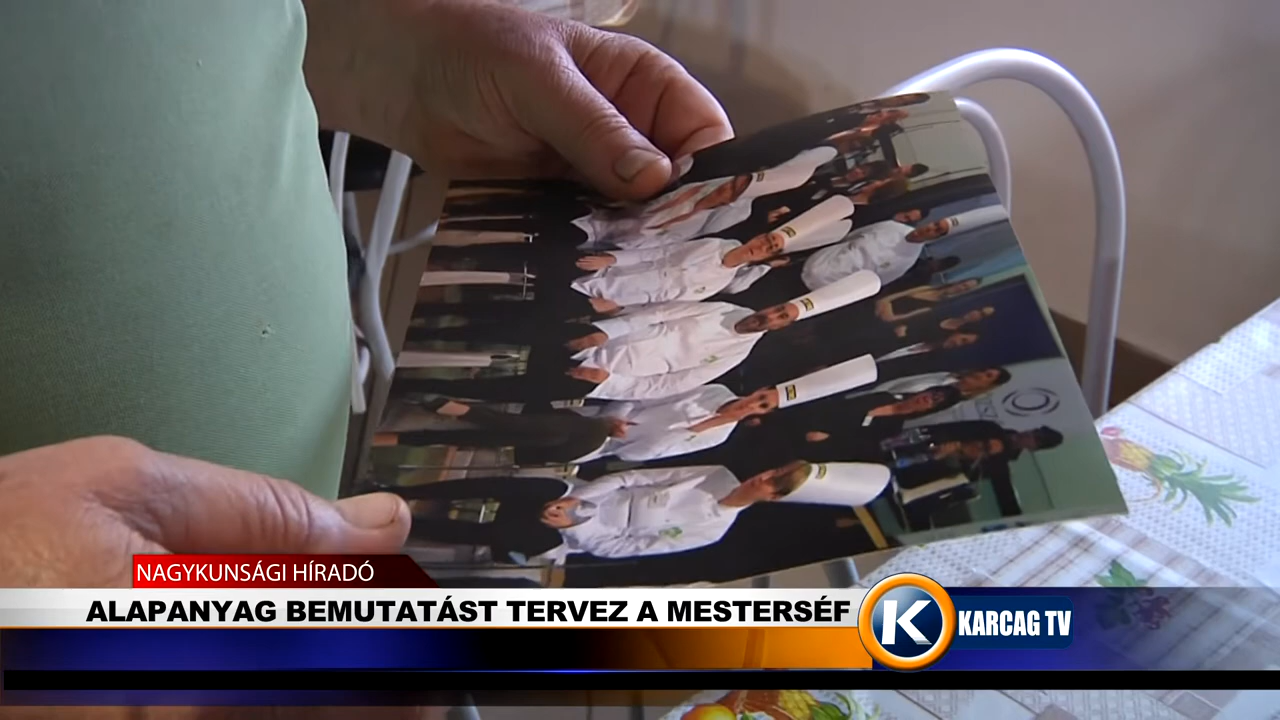 NAGYKUNSÁGI HÍRADÓ
ALAPANYAG BEMUTATÁST TERVEZ A MESTERSÉF
K KARCAG TV